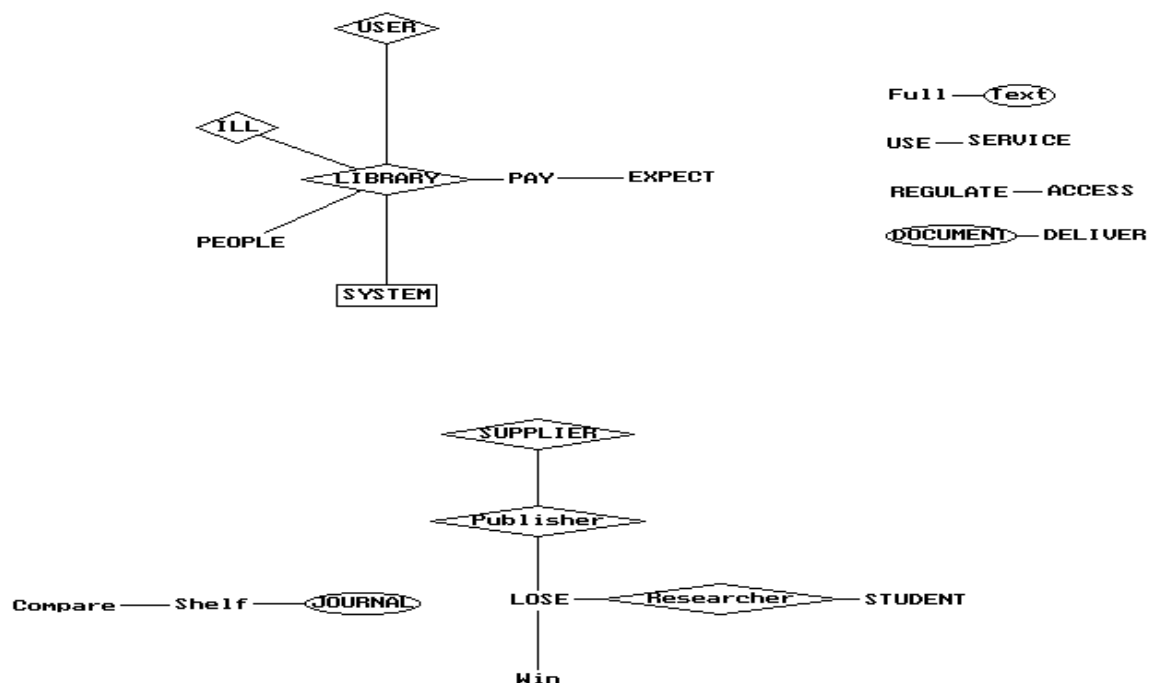 USER
Full Text
ILL
USE SERVICE
LIBRARY PAY EXPECT
REGULATE ACCESS
PEOPLE
DOCUMENT DELIVER
SYSTEM
SUPPLIER
Publisher
Compare Shelf JOURNAL LOSE Researcher STUDENT
Win